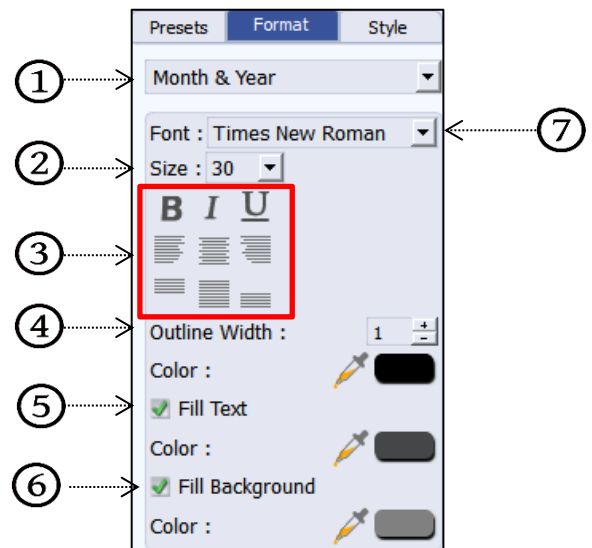 Presets Format Style
1 Month & Year
Font : Times New Roman 7
2 Size : 30
B I U
3
4 Outline Width : 1 + -
Color :
5 Fill Text
Color :
6 Fill Background
Color :